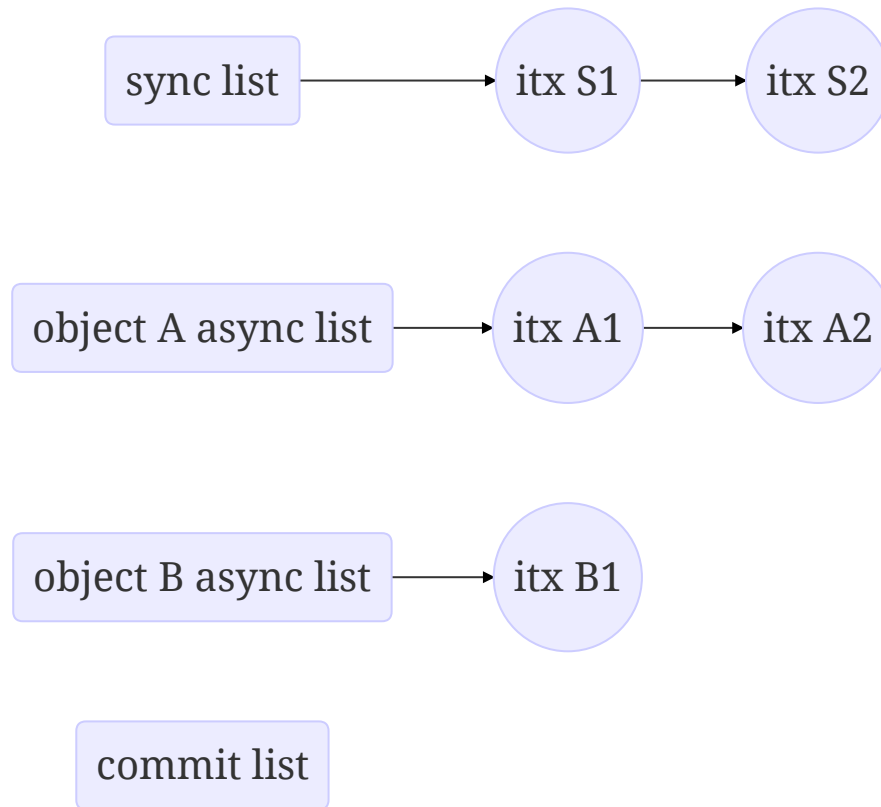 sync list
itx S1
itx S2
object A async list
itx A1
itx A2
object B async list
itx B1
commit list